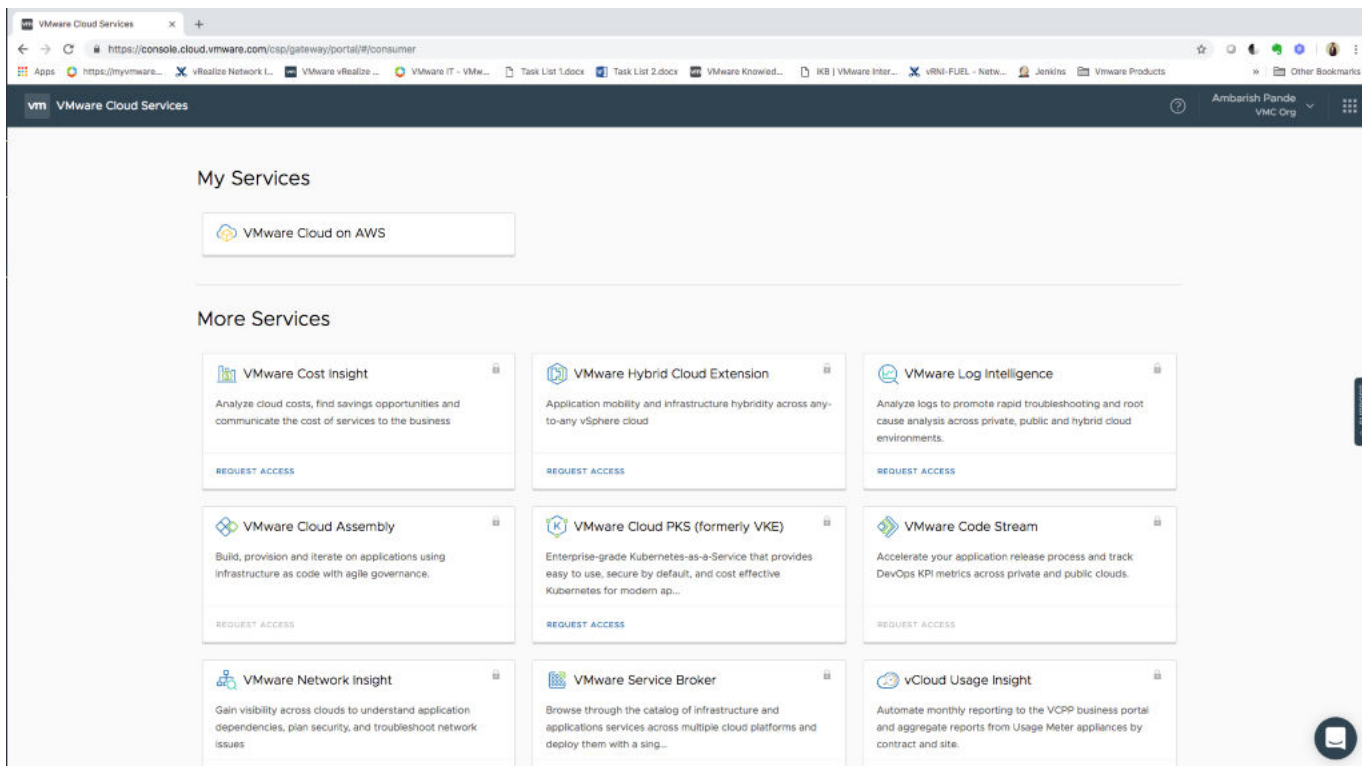 VMware Cloud Services
https://console.cloud.vmware.com/csp/gateway/portal/#/consumer
Apps https://myvmware... vRealize Network I... VMware vRealize ... VMware IT - VMw... Task List 1.docx Task List 2.docx VMware Knowled... IKB | VMware Inter... vRNI-FUEL - Netw... Jenkins Vmware Products » Other Bookmarks
vm VMware Cloud Services
Ambarish Pande
VMC Org
My Services
VMware Cloud on AWS
More Services
VMware Cost Insight
Analyze cloud costs, find savings opportunities and
communicate the cost of services to the business
REQUEST ACCESS
VMware Hybrid Cloud Extension
Application mobility and infrastructure hybridity across any-
to-any vSphere cloud
REQUEST ACCESS
VMware Log Intelligence
Analyze logs to promote rapid troubleshooting and root
cause analysis across private, public and hybrid cloud
environments.
REQUEST ACCESS
VMware Cloud Assembly
Build, provision and iterate on applications using
infrastructure as code with agile governance.
REQUEST ACCESS
VMware Cloud PKS (formerly VKE)
Enterprise-grade Kubernetes-as-a-Service that provides
easy to use, secure by default, and cost effective
Kubernetes for modern ap...
REQUEST ACCESS
VMware Code Stream
Accelerate your application release process and track
DevOps KPI metrics across private and public clouds.
REQUEST ACCESS
VMware Network Insight
Gain visibility across clouds to understand application
dependencies, plan security, and troubleshoot network
issues
VMware Service Broker
Browse through the catalog of infrastructure and
applications services across multiple cloud platforms and
deploy them with a sing...
vCloud Usage Insight
Automate monthly reporting to the VCPP business portal
and aggregate reports from Usage Meter appliances by
contract and site.